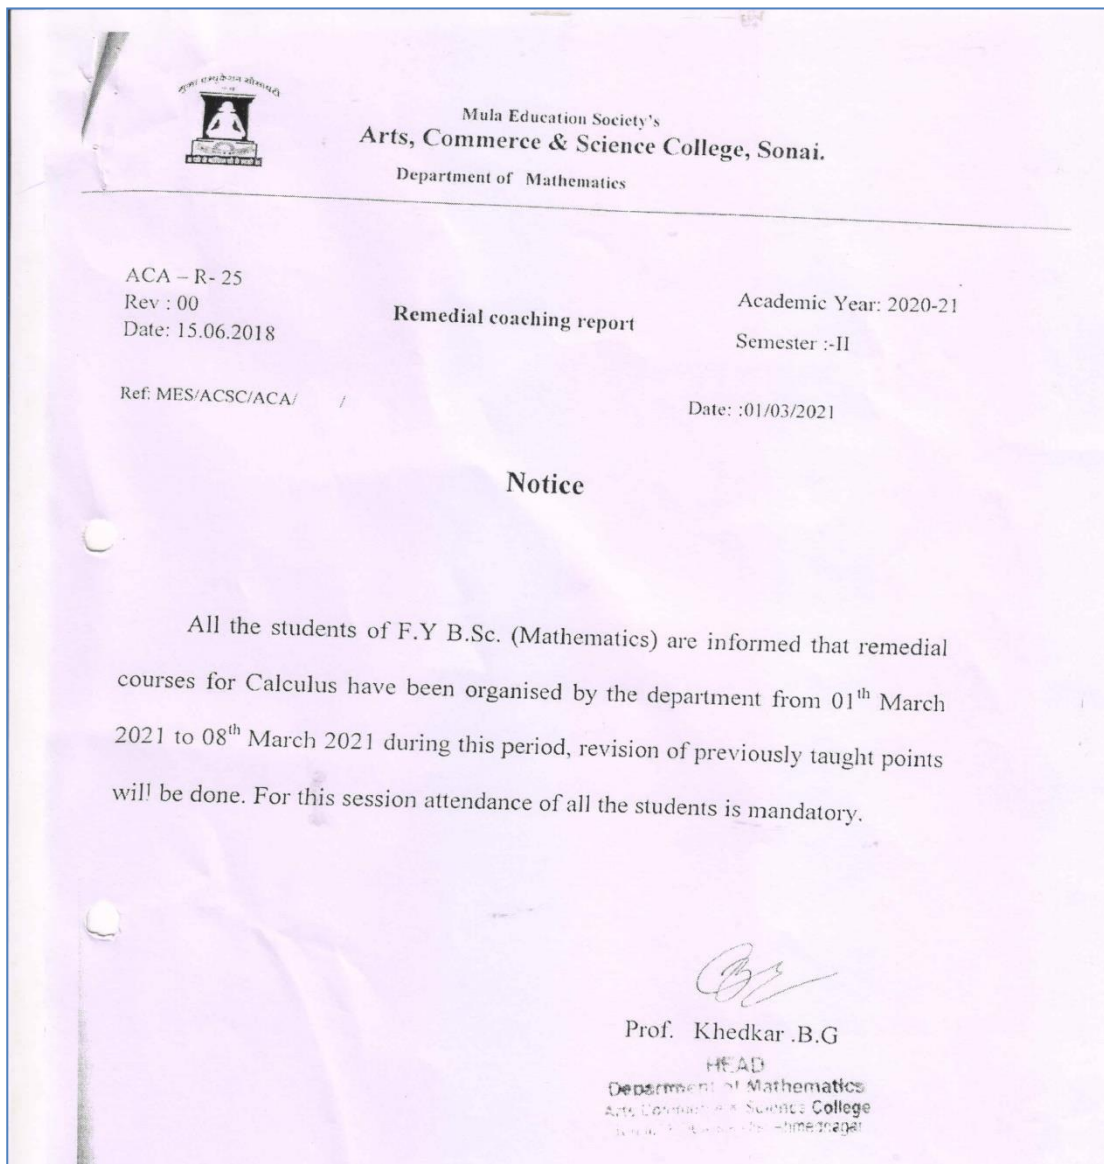 मुळा एज्युकेशन सोसायटी
Mula Education Society's
Arts, Commerce & Science College, Sonai.
Department of Mathematics
ACA – R- 25
Rev : 00
Date: 15.06.2018
Remedial coaching report
Academic Year: 2020-21
Semester :-II
Ref: MES/ACSC/ACA/ /
Date: :01/03/2021
Notice
All the students of F.Y B.Sc. (Mathematics) are informed that remedial
courses for Calculus have been organised by the department from 01th March
2021 to 08th March 2021 during this period, revision of previously taught points
will be done. For this session attendance of all the students is mandatory.
Prof. Khedkar .B.G
HEAD
Department of Mathematics
Arts Commerce & Science College
Ahmednagar